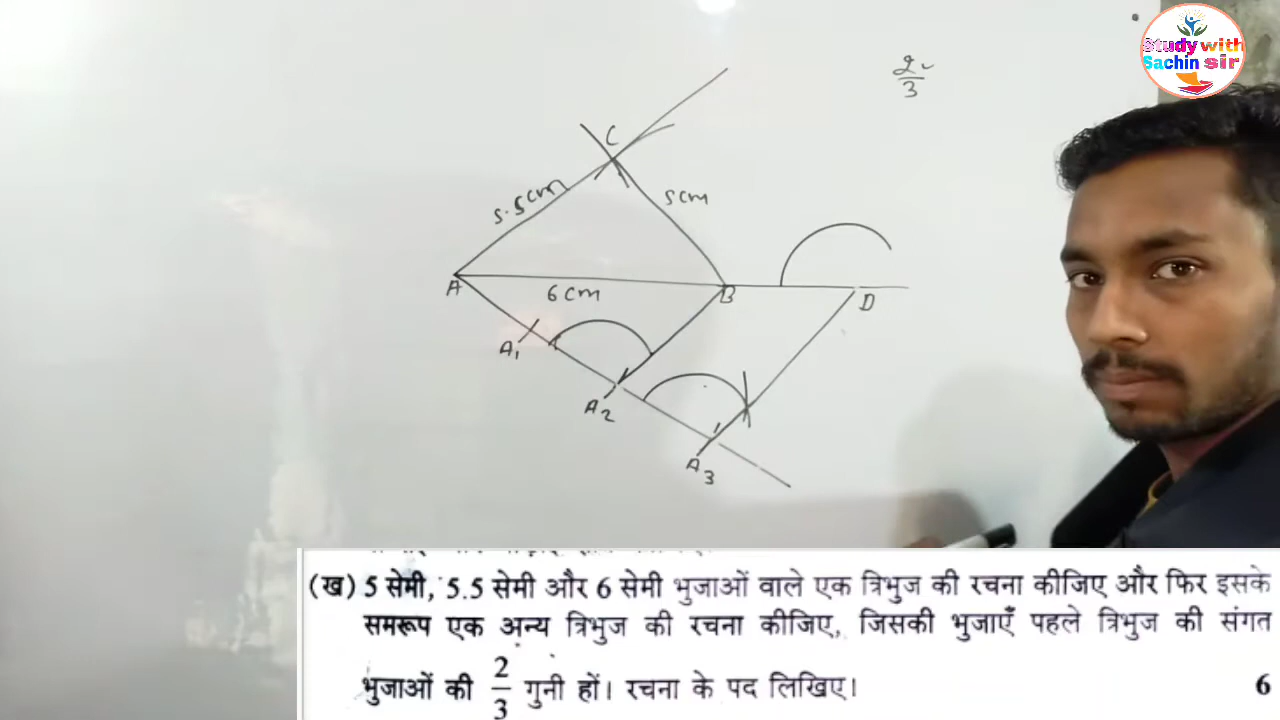 Study with
Sachin sir
2
3
C
5.5cm
5cm
A
6cm
B
D
A1
A2
A3
(ख) 5 सेमी, 5.5 सेमी और 6 सेमी भुजाओं वाले एक त्रिभुज की रचना कीजिए और फिर इसके
समरूप एक अन्य त्रिभुज की रचना कीजिए, जिसकी भुजाएँ पहले त्रिभुज की संगत
भुजाओं की 2/3 गुनी हों। रचना के पद लिखिए। 6